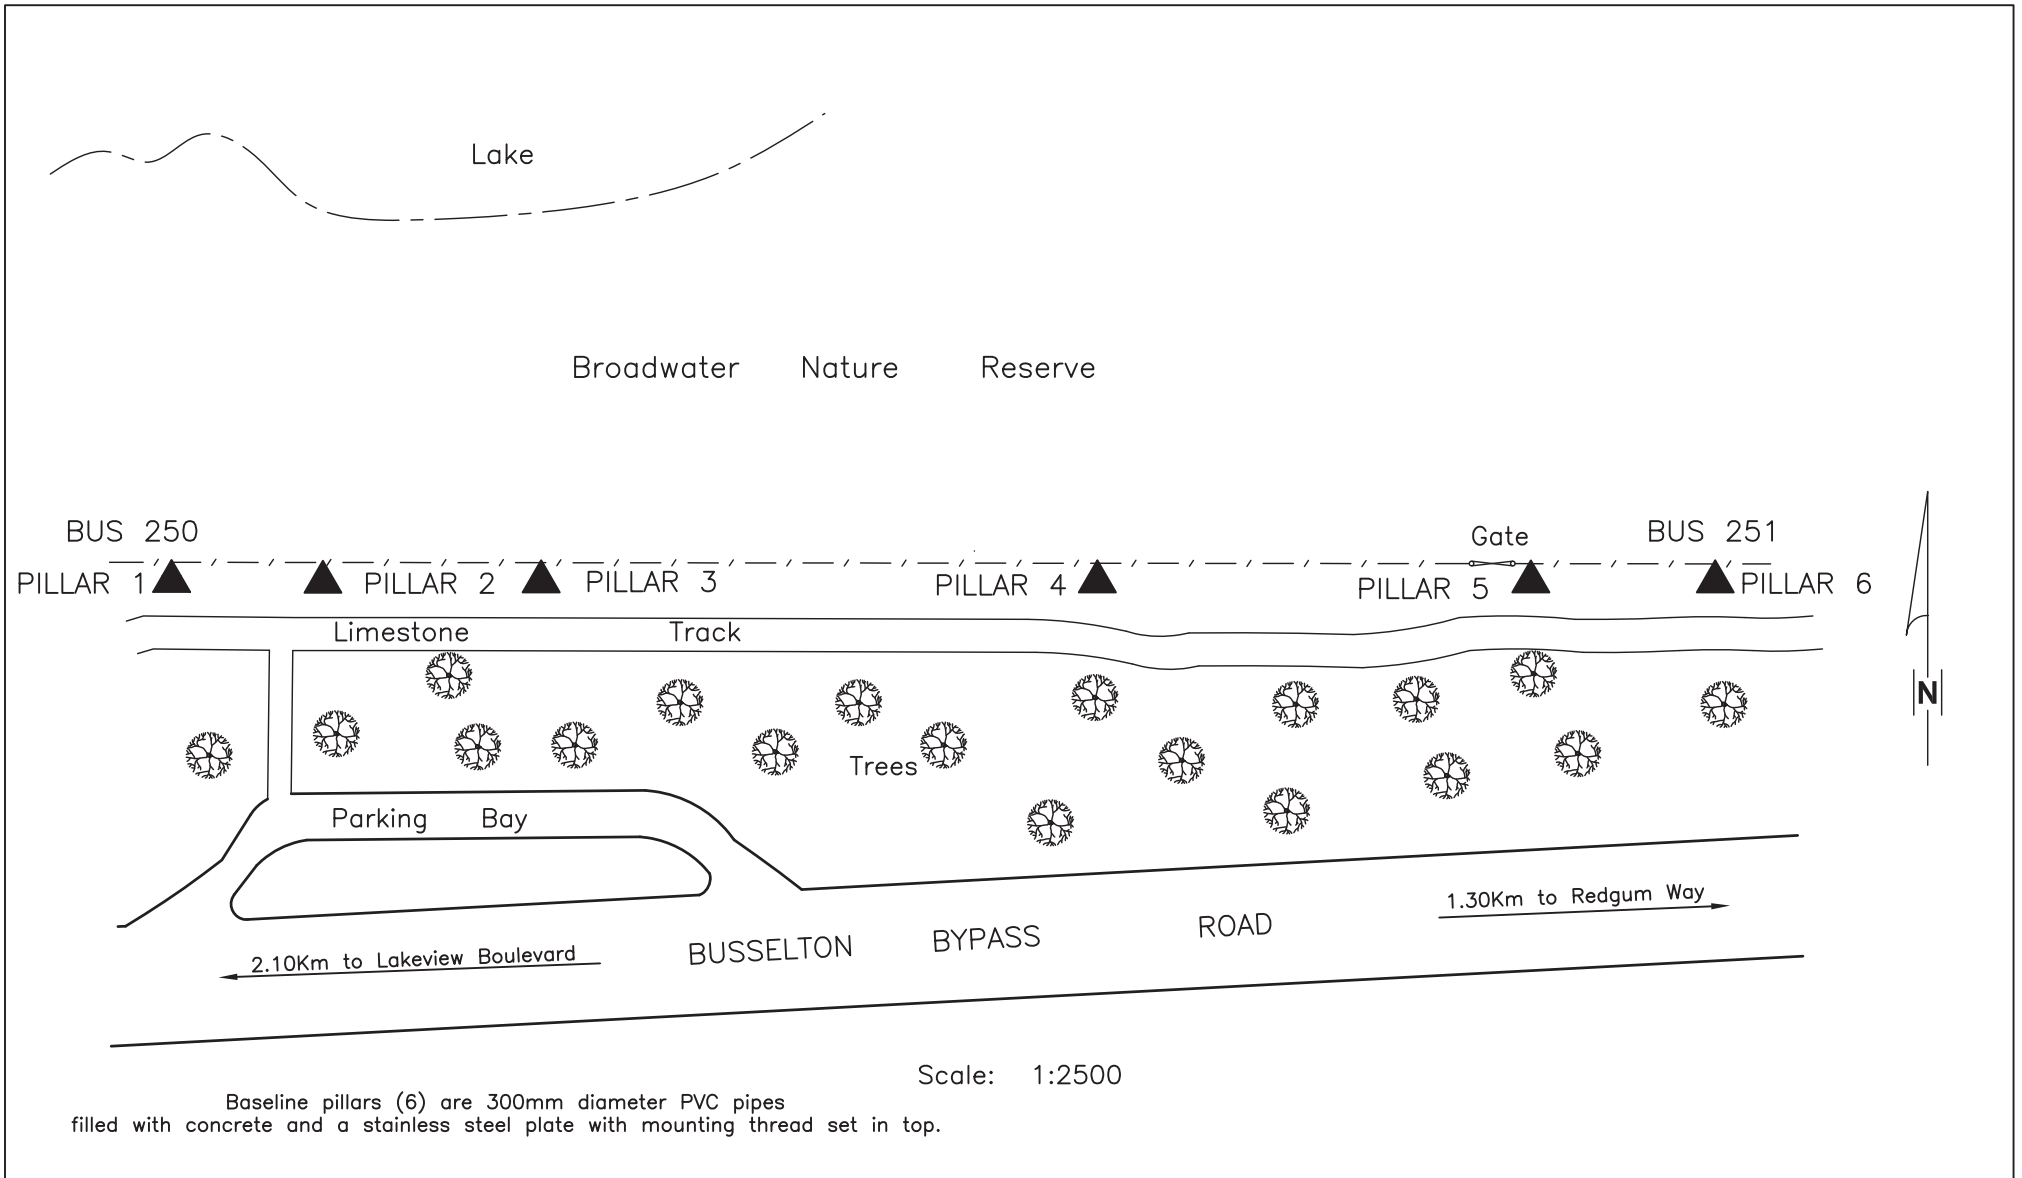 Lake
Broadwater Nature Reserve
BUS 250
Gate
BUS 251
PILLAR 1
PILLAR 2
PILLAR 3
PILLAR 4
PILLAR 5
PILLAR 6
Limestone Track
N
Trees
Parking Bay
1.30Km to Redgum Way
BUSSELTON BYPASS ROAD
2.10Km to Lakeview Boulevard
Scale: 1:2500
Baseline pillars (6) are 300mm diameter PVC pipes
filled with concrete and a stainless steel plate with mounting thread set in top.